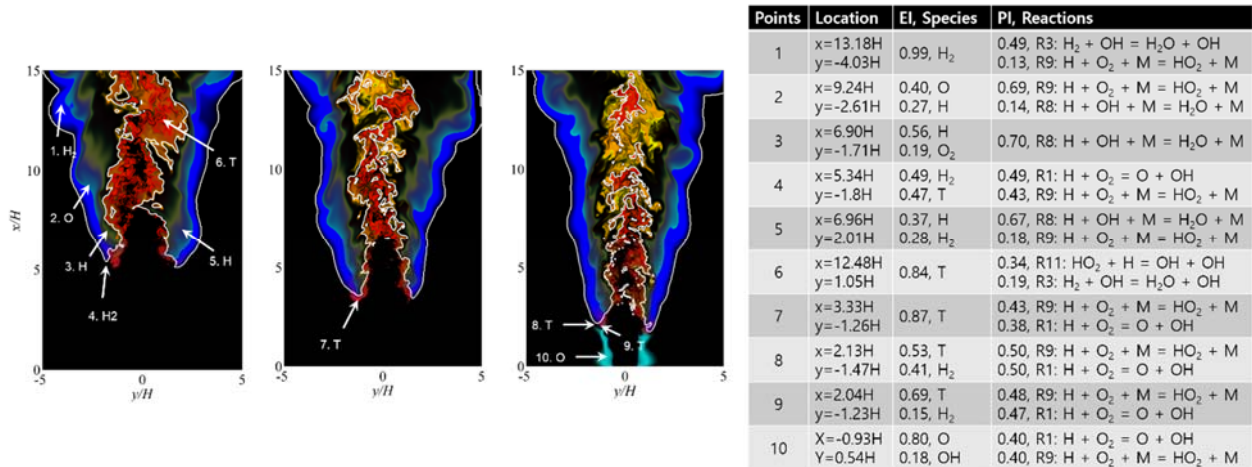 15
10
5
0
x/H
-5
0
5
y/H
1. H₂
2. O
3. H
4. H2
5. H
6. T
15
10
5
0
-5
0
5
y/H
7. T
15
10
5
0
-5
0
5
y/H
8. T
9. T
10. O
Points Location EI, Species PI, Reactions
1 x=13.18H y=-4.03H 0.99, H₂ 0.49, R3: H₂ + OH = H₂O + OH
0.13, R9: H + O₂ + M = HO₂ + M
2 x=9.24H y=-2.61H 0.40, O 0.27, H 0.69, R9: H + O₂ + M = HO₂ + M
0.14, R8: H + OH + M = H₂O + M
3 x=6.90H y=-1.71H 0.56, H 0.19, O₂ 0.70, R8: H + OH + M = H₂O + M
4 x=5.34H y=-1.8H 0.49, H₂ 0.47, T 0.49, R1: H + O₂ = O + OH
0.43, R9: H + O₂ + M = HO₂ + M
5 x=6.96H y=2.01H 0.37, H 0.28, H₂ 0.67, R8: H + OH + M = H₂O + M
0.18, R9: H + O₂ + M = HO₂ + M
6 x=12.48H y=1.05H 0.84, T 0.34, R11: HO₂ + H = OH + OH
0.19, R3: H₂ + OH = H₂O + OH
7 x=3.33H y=-1.26H 0.87, T 0.43, R9: H + O₂ + M = HO₂ + M
0.38, R1: H + O₂ = O + OH
8 x=2.13H y=-1.47H 0.53, T 0.41, H₂ 0.50, R9: H + O₂ + M = HO₂ + M
0.50, R1: H + O₂ = O + OH
9 x=2.04H y=-1.23H 0.69, T 0.15, H₂ 0.48, R9: H + O₂ + M = HO₂ + M
0.47, R1: H + O₂ = O + OH
10 X=-0.93H Y=0.54H 0.80, O 0.18, OH 0.40, R1: H + O₂ = O + OH
0.40, R9: H + O₂ + M = HO₂ + M